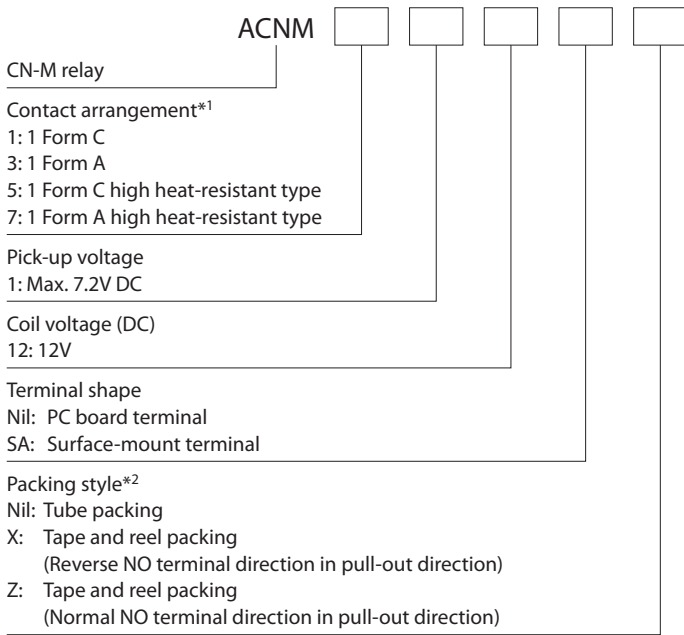 ACNM
CN-M relay
Contact arrangement*1
1: 1 Form C
3: 1 Form A
5: 1 Form C high heat-resistant type
7: 1 Form A high heat-resistant type
Pick-up voltage
1: Max. 7.2V DC
Coil voltage (DC)
12: 12V
Terminal shape
Nil: PC board terminal
SA: Surface-mount terminal
Packing style*2
Nil: Tube packing
X: Tape and reel packing
(Reverse NO terminal direction in pull-out direction)
Z: Tape and reel packing
(Normal NO terminal direction in pull-out direction)